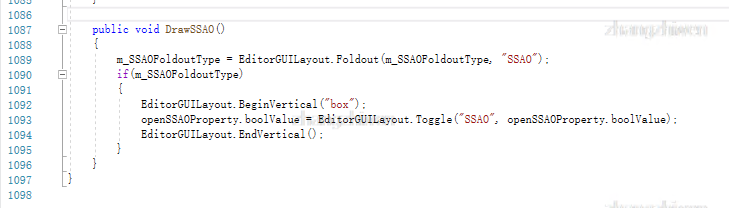 1085
}
1086
1087 public void DrawSSAO()
1088 {
1089 m_SSAOFoldoutType = EditorGUILayout.Foldout(m_SSAOFoldoutType, "SSAO");
1090 if(m_SSAOFoldoutType)
1091 {
1092 EditorGUILayout.BeginVertical("box");
1093 openSSAOProperty.boolValue = EditorGUILayout.Toggle("SSAO", openSSAOProperty.boolValue);
1094 EditorGUILayout.EndVertical();
1095 }
1096 }
1097 }
1098